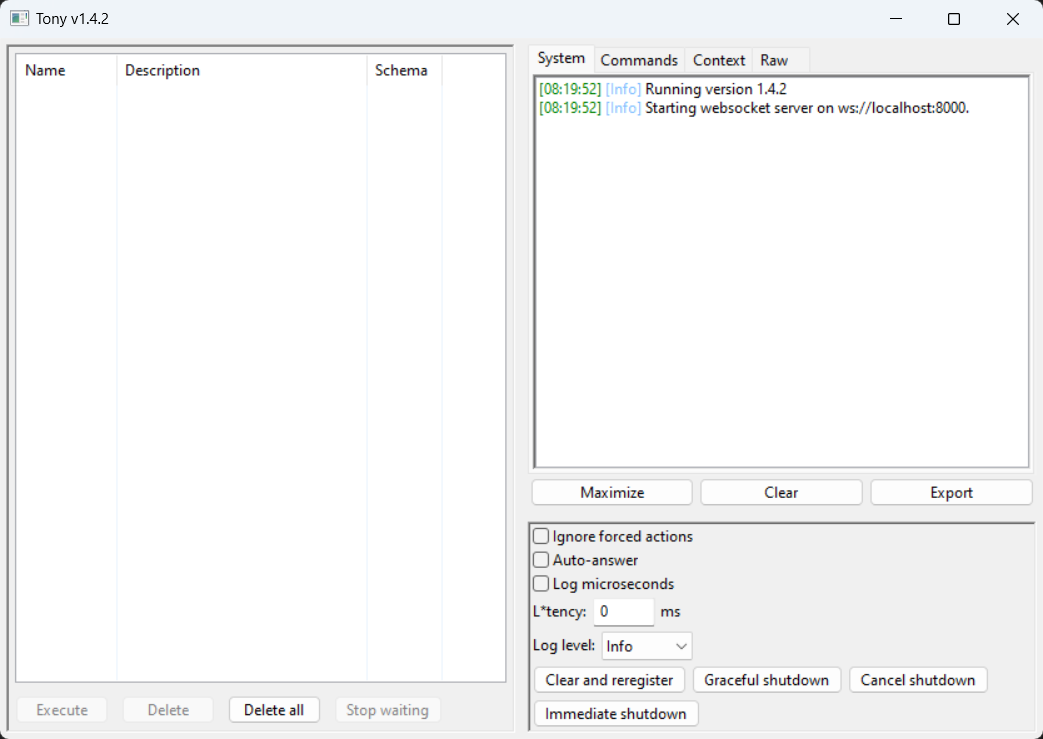 Tony v1.4.2
Name Description Schema
System Commands Context Raw
[08:19:52] [Info] Running version 1.4.2
[08:19:52] [Info] Starting websocket server on ws://localhost:8000.
Maximize Clear Export
Ignore forced actions
Auto-answer
Log microseconds
L*tency: 0 ms
Log level: Info
Clear and reregister Graceful shutdown Cancel shutdown
Immediate shutdown
Execute Delete Delete all Stop waiting